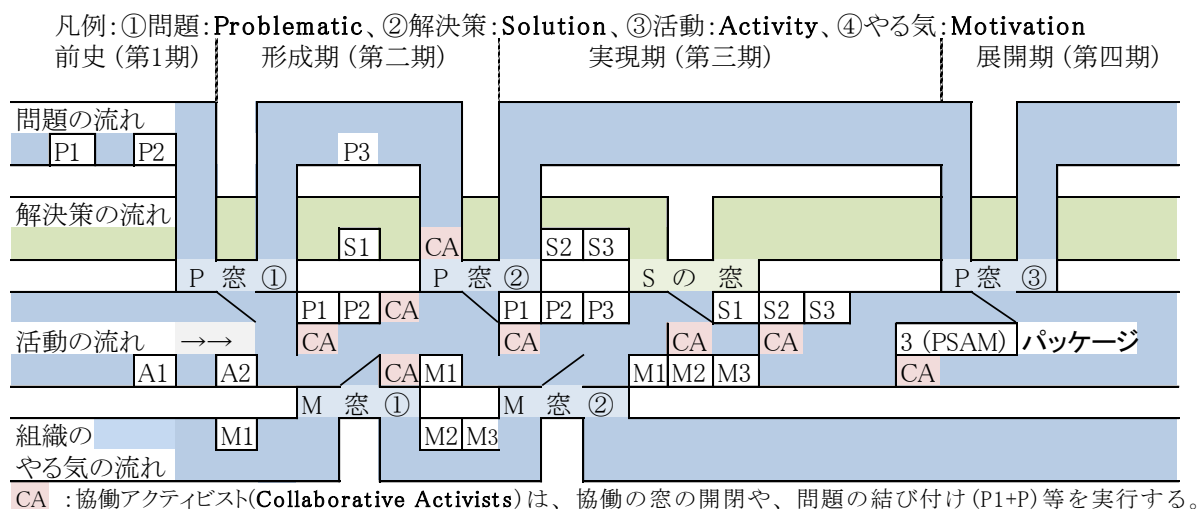 凡例:①問題:Problematic、②解決策:Solution、③活動:Activity、④やる気:Motivation
前史 (第1期) 形成期 (第二期) 実現期 (第三期) 展開期 (第四期)
問題の流れ
P1 P2 P3
解決策の流れ
S1 CA S2 S3
P 窓 ① P 窓 ② S の 窓 P 窓 ③
P1 P2 CA P1 P2 P3 S1 S2 S3
活動の流れ →→ CA CA CA CA 3 (PSAM) パッケージ
A1 A2 CA M1 M1 M2 M3 CA
M 窓 ① M 窓 ②
組織の M1 M2 M3
やる気の流れ
CA :協働アクティビスト(Collaborative Activists)は、協働の窓の開閉や、問題の結び付け(P1+P)等を実行する。